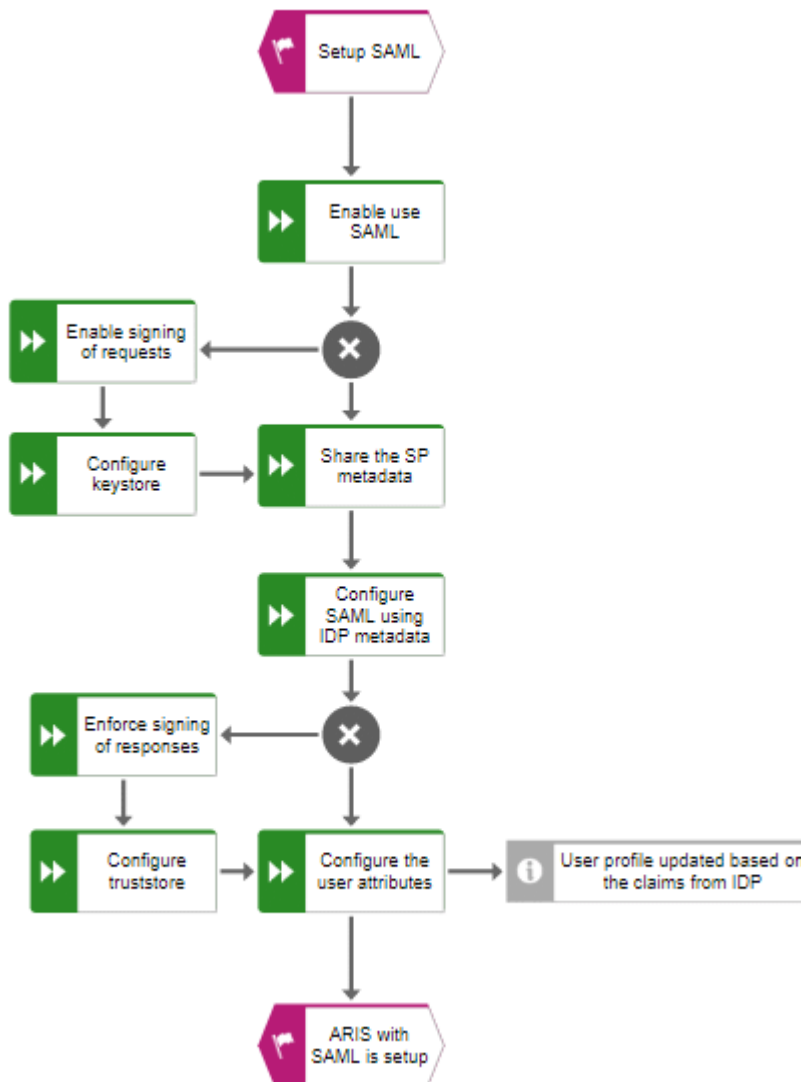 Setup SAML
Enable use
SAML
Enable signing
of requests
Configure
keystore
Share the SP
metadata
Configure
SAML using
IDP metadata
Enforce signing
of responses
Configure
truststore
Configure the
user attributes
User profile updated based on
the claims from IDP
ARIS with
SAML is setup